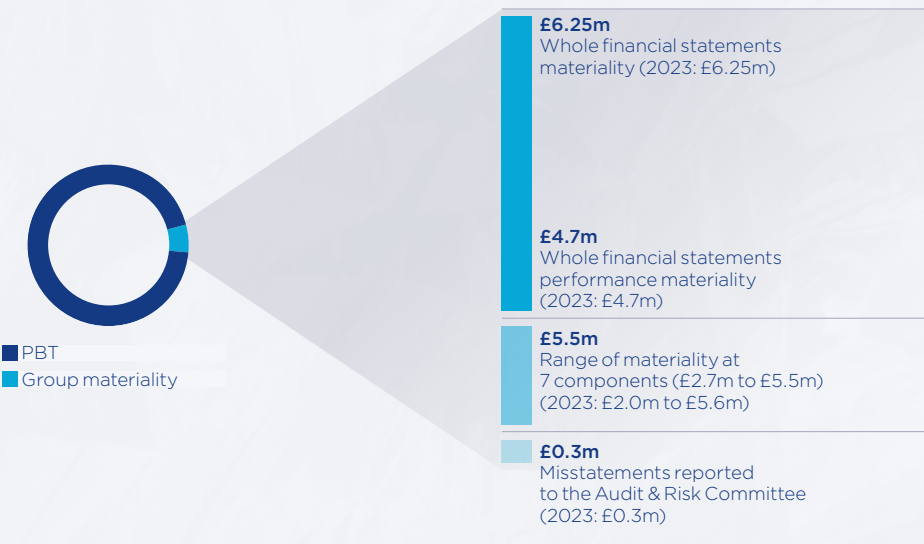 £6.25m
Whole financial statements
materiality (2023: £6.25m)
£4.7m
Whole financial statements
performance materiality
(2023: £4.7m)
PBT
Group materiality
£5.5m
Range of materiality at
7 components (£2.7m to £5.5m)
(2023: £2.0m to £5.6m)
£0.3m
Misstatements reported
to the Audit & Risk Committee
(2023: £0.3m)